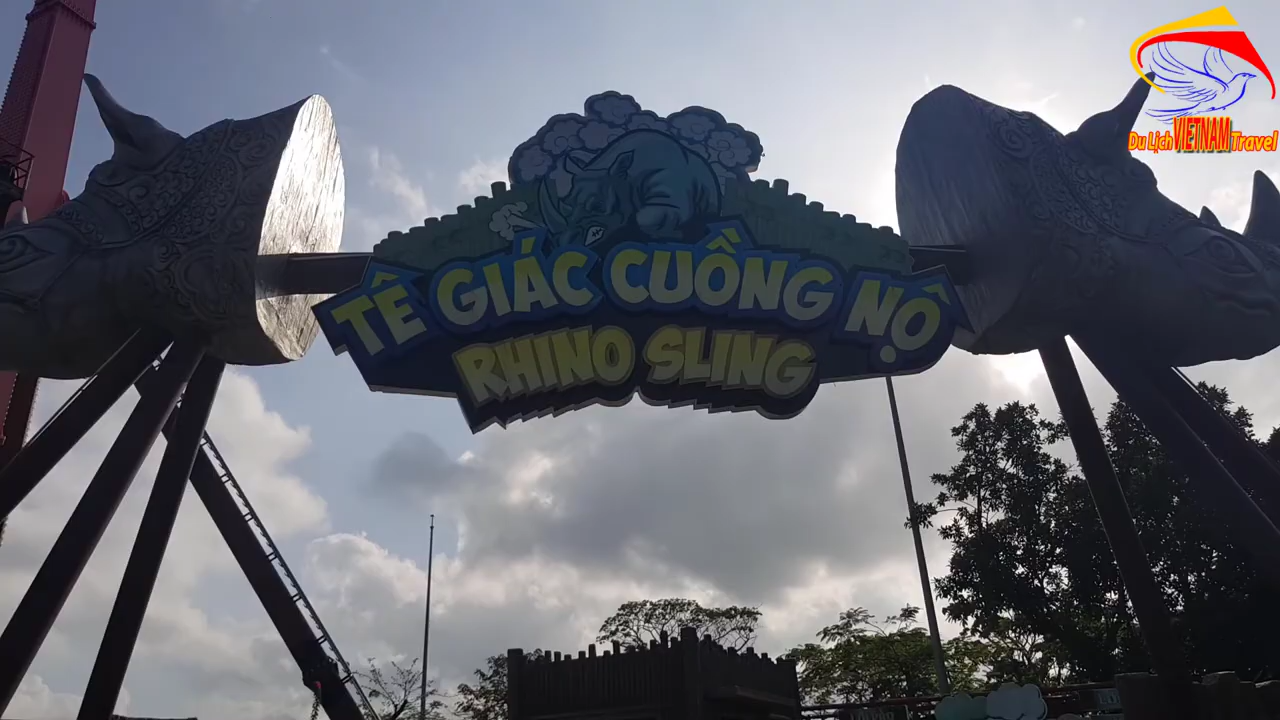 Du Lịch VIETNAM Travel
TÊ GIÁC CUỒNG NỘ
RHINO SLING